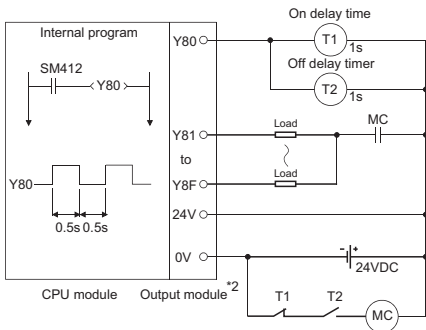 On delay time
Internal program
Y80
T1
1s
Off delay timer
SM412
Y80
T2
1s
MC
Y81
Load
to
Y80
Load
Y8F
24V
0.5s 0.5s
0V
- +
24VDC
CPU module
Output module*2
T1
T2
MC